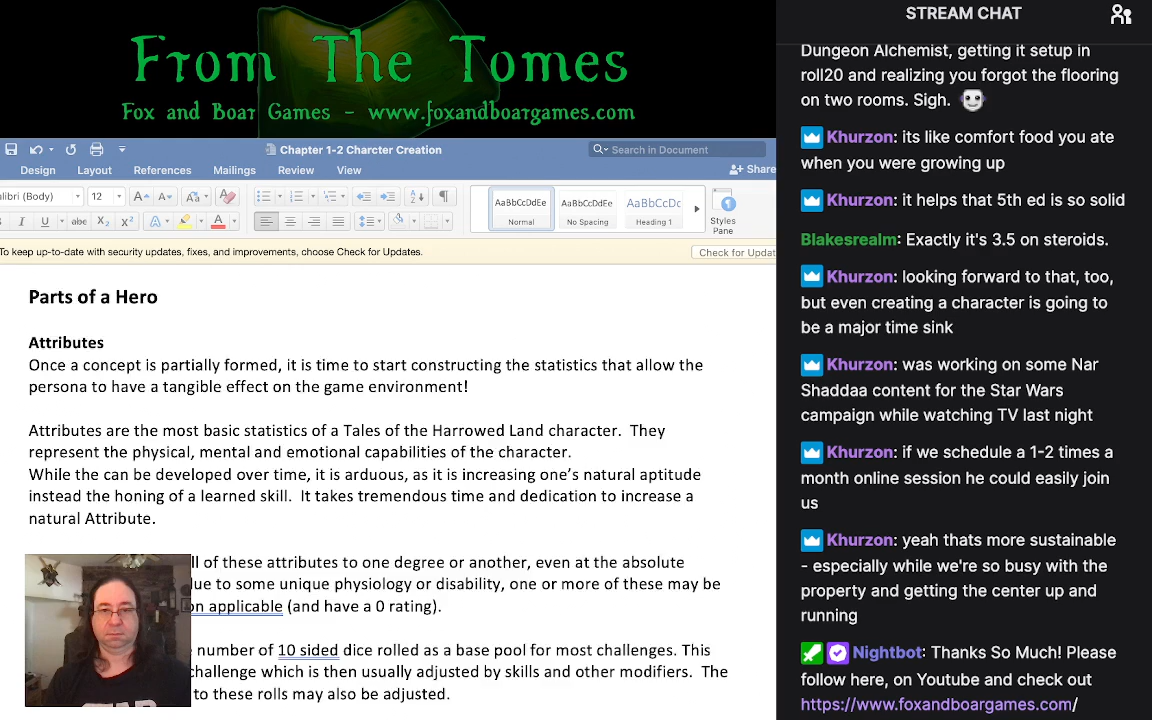 From The Tomes
Fox and Boar Games - www.foxandboargames.com
Chapter 1-2 Charcter Creation
Search in Document
Design Layout References Mailings Review View
Share
alibri (Body) 12
AaBbCcDdEe AaBbCcDdEe AaBbCcDc
Normal No Spacing Heading 1
Styles
Pane
To keep up-to-date with security updates, fixes, and improvements, choose Check for Updates.
Check for Updat
Parts of a Hero
Attributes
Once a concept is partially formed, it is time to start constructing the statistics that allow the
persona to have a tangible effect on the game environment!
Attributes are the most basic statistics of a Tales of the Harrowed Land character. They
represent the physical, mental and emotional capabilities of the character.
While the can be developed over time, it is arduous, as it is increasing one's natural aptitude
instead the honing of a learned skill. It takes tremendous time and dedication to increase a
natural Attribute.
ll of these attributes to one degree or another, even at the absolute
ue to some unique physiology or disability, one or more of these may be
on applicable (and have a 0 rating).
number of 10 sided dice rolled as a base pool for most challenges. This
challenge which is then usually adjusted by skills and other modifiers. The
to these rolls may also be adjusted.
STREAM CHAT
Dungeon Alchemist, getting it setup in
roll20 and realizing you forgot the flooring
on two rooms. Sigh.
Khurzon: its like comfort food you ate
when you were growing up
Khurzon: it helps that 5th ed is so solid
Blakesrealm: Exactly it's 3.5 on steroids.
Khurzon: looking forward to that, too,
but even creating a character is going to
be a major time sink
Khurzon: was working on some Nar
Shaddaa content for the Star Wars
campaign while watching TV last night
Khurzon: if we schedule a 1-2 times a
month online session he could easily join
us
Khurzon: yeah thats more sustainable
- especially while we're so busy with the
property and getting the center up and
running
Nightbot: Thanks So Much! Please
follow here, on Youtube and check out
https://www.foxandboargames.com/